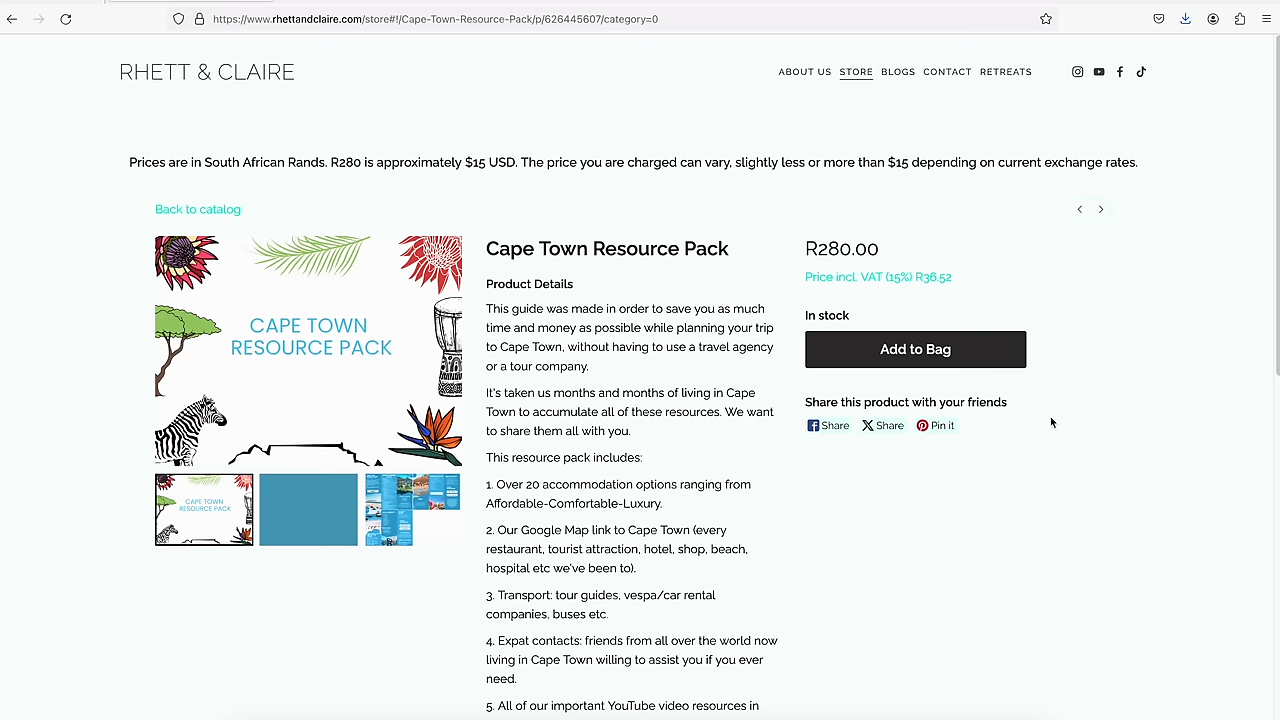 https://www.rhettandclaire.com/store#!/Cape-Town-Resource-Pack/p/626445607/category=0
RHETT & CLAIRE
ABOUT US STORE BLOGS CONTACT RETREATS
Prices are in South African Rands. R280 is approximately $15 USD. The price you are charged can vary, slightly less or more than $15 depending on current exchange rates.
Back to catalog
CAPE TOWN
RESOURCE PACK
CAPE TOWN
RESOURCE PACK
Cape Town Resource Pack
Product Details
This guide was made in order to save you as much
time and money as possible while planning your trip
to Cape Town, without having to use a travel agency
or a tour company.
It's taken us months and months of living in Cape
Town to accumulate all of these resources. We want
to share them all with you.
This resource pack includes:
1. Over 20 accommodation options ranging from
Affordable-Comfortable-Luxury.
2. Our Google Map link to Cape Town (every
restaurant, tourist attraction, hotel, shop, beach,
hospital etc we've been to).
3. Transport: tour guides, vespa/car rental
companies, buses etc.
4. Expat contacts: friends from all over the world now
living in Cape Town willing to assist you if you ever
need.
5. All of our important YouTube video resources in
R280.00
Price incl. VAT (15%) R36.52
In stock
Add to Bag
Share this product with your friends
Share Share Pin it